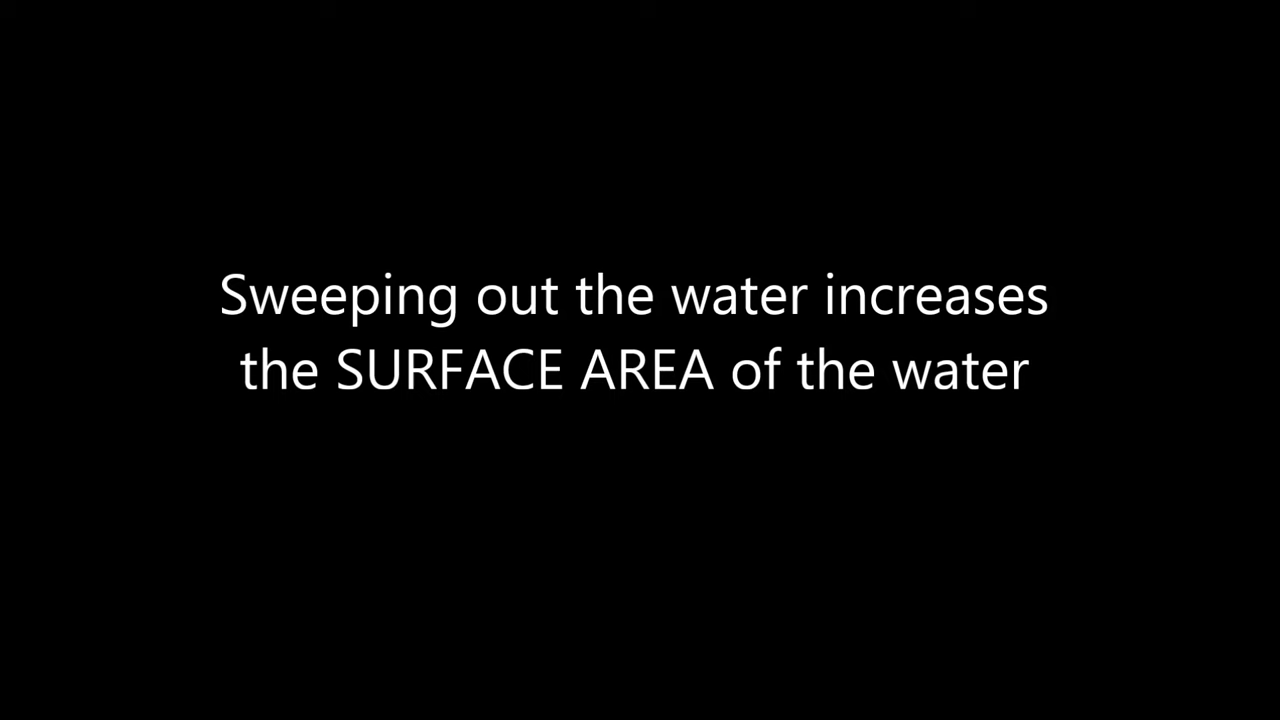 Sweeping out the water increases
the SURFACE AREA of the water